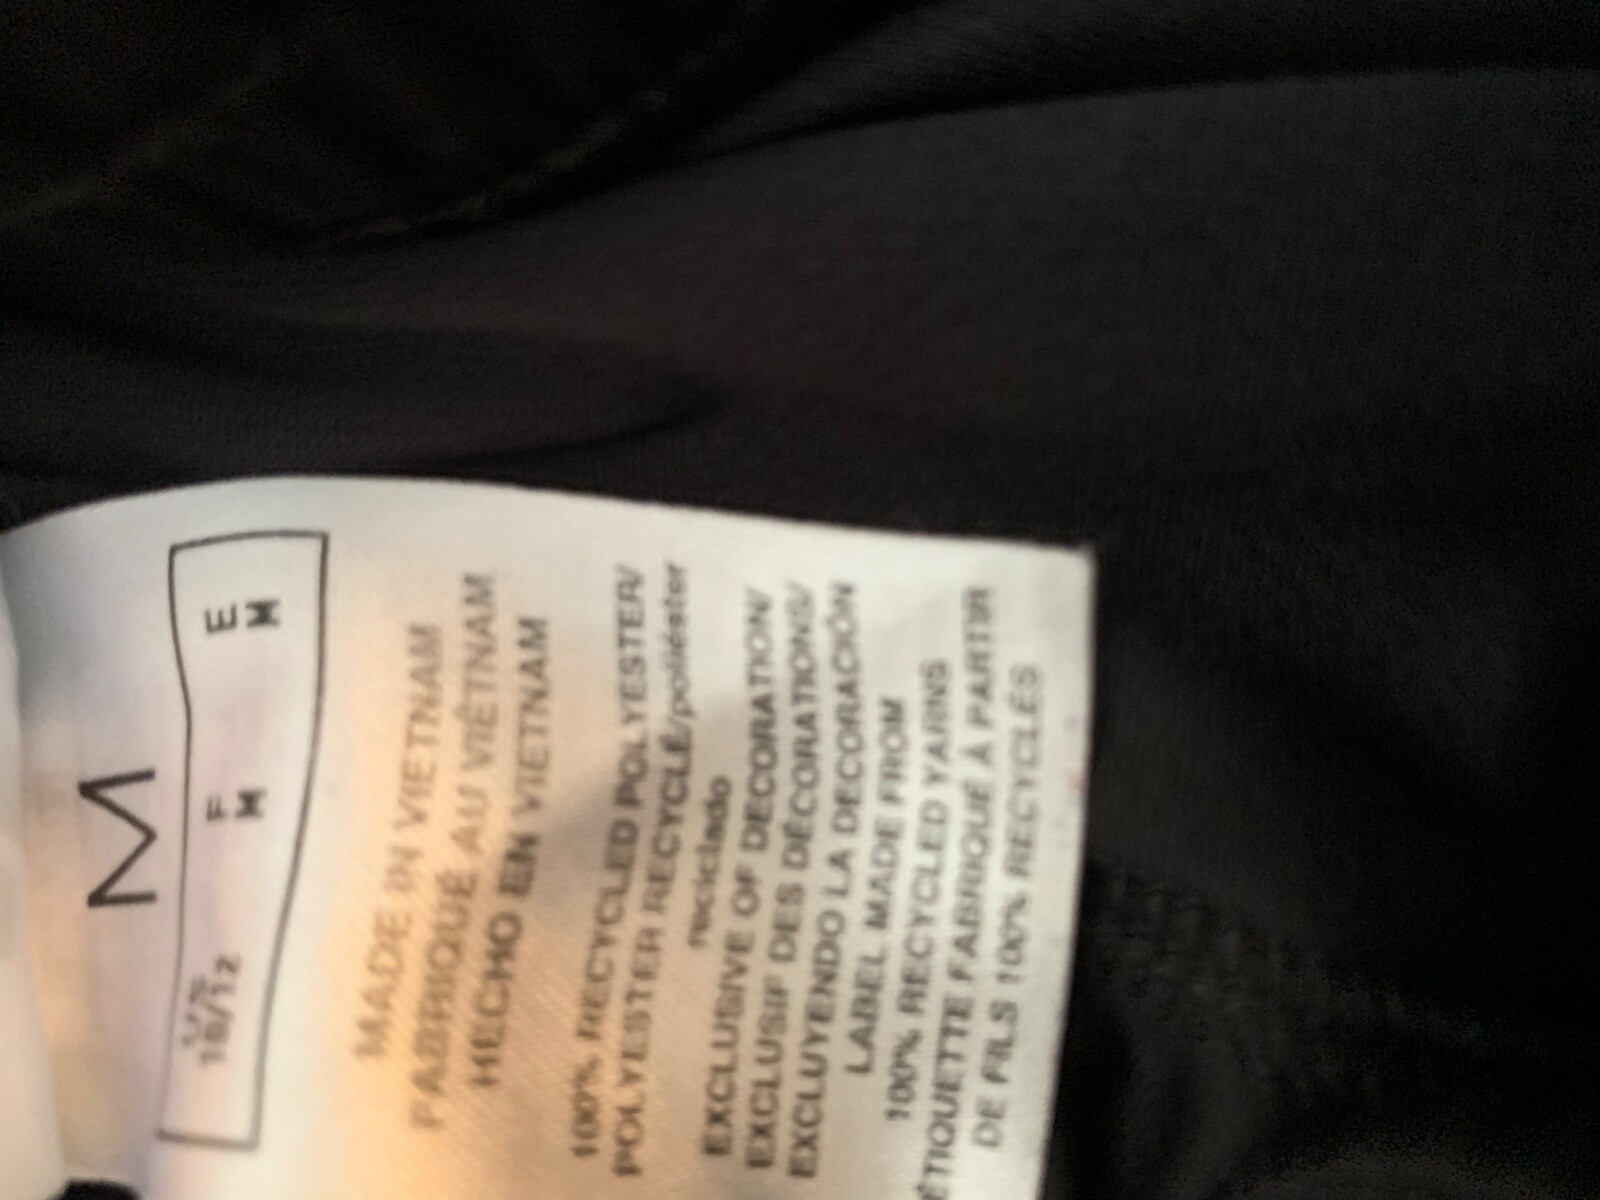 M
US F E
10/12 M M
MADE IN VIETNAM
FABRIQUÉ AU VIÊTNAM
HECHO EN VIETNAM
100% RECYCLED POLYESTER/
POLYESTER RECYCLÉ/poliéster
reciclado
EXCLUSIVE OF DECORATION/
EXCLUSIF DES DÉCORATIONS/
EXCLUYENDO LA DECORACIÓN
LABEL MADE FROM
100% RECYCLED YARNS
ÉTIQUETTE FABRIQUÉ À PARTIR
DE FILS 100% RECYCLÉS